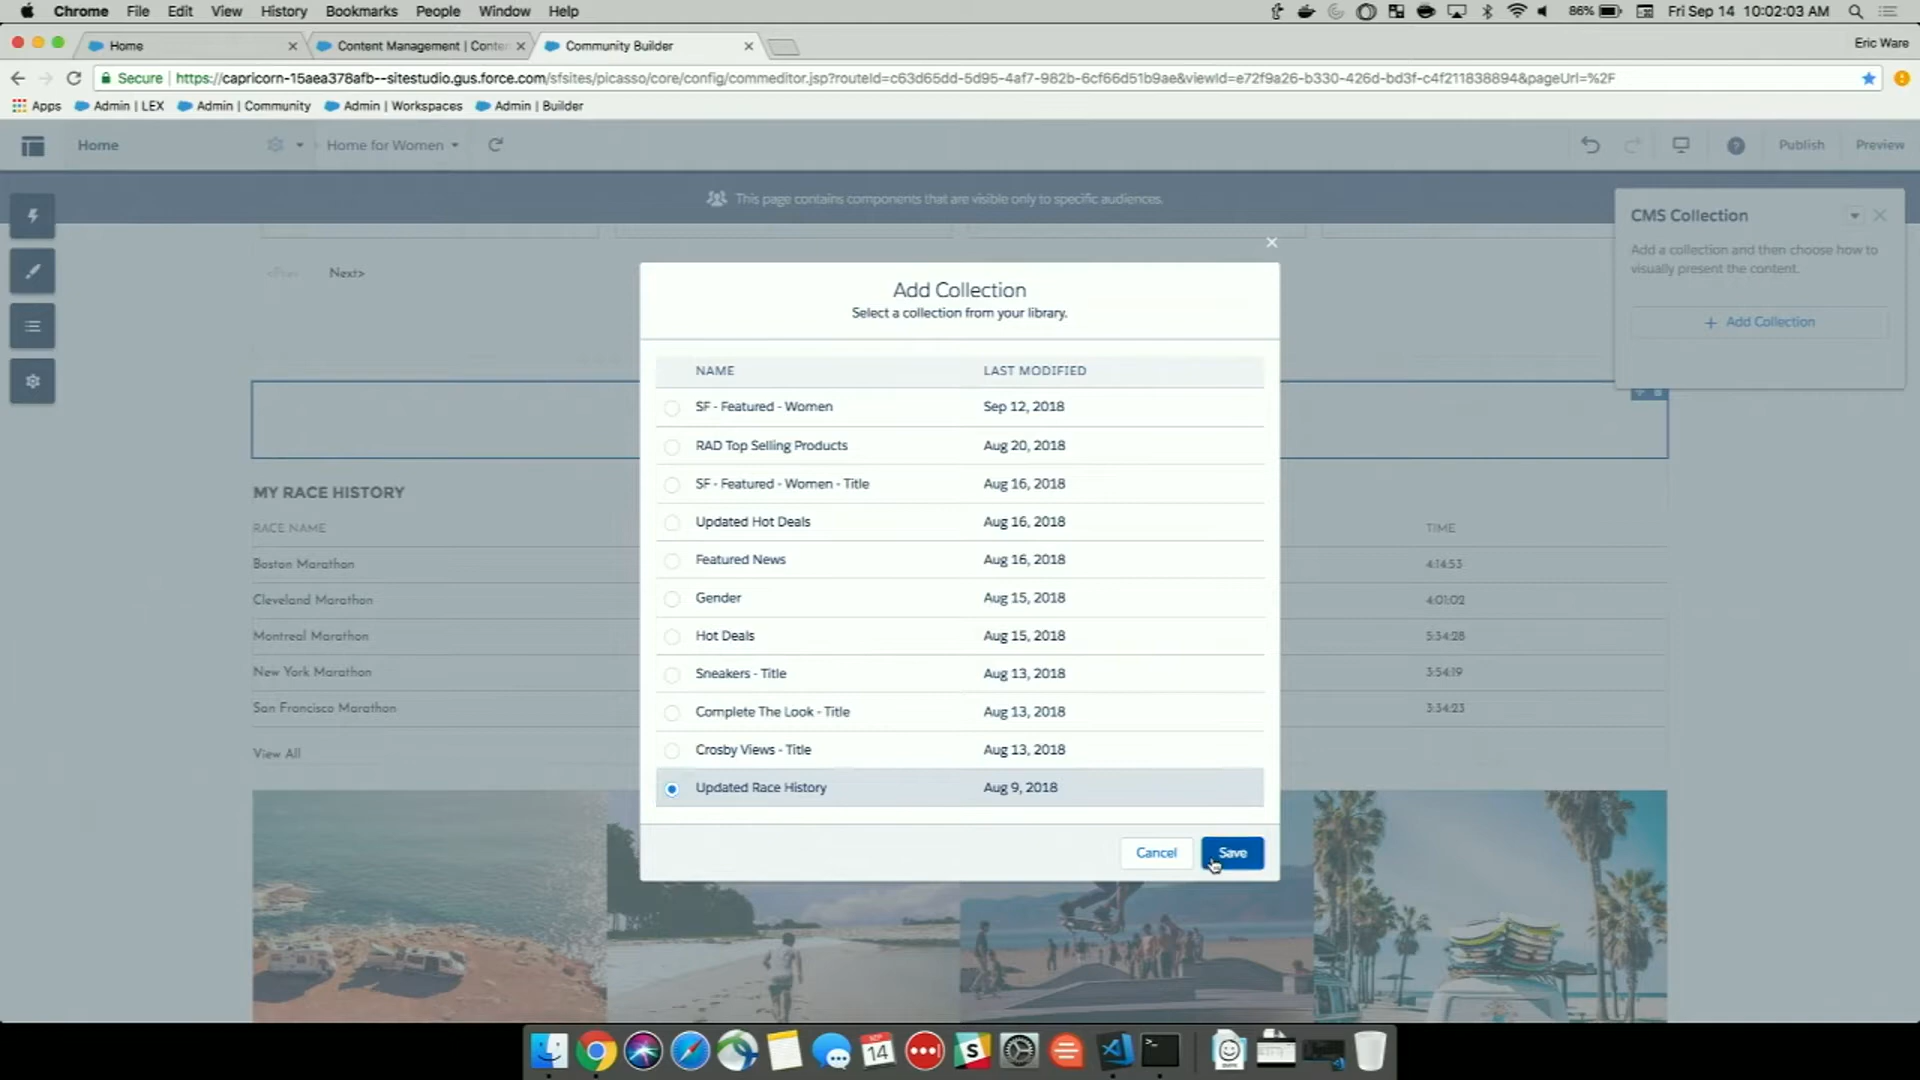 Chrome File Edit View History Bookmarks People Window Help 86% Fri Sep 14 10:02:03 AM
Home Content Management | Conte Community Builder Eric Ware
Secure https://capricorn-15aea378afb--sitestudio.gus.force.com/sfsites/picasso/core/config/commeditor.jsp?routeId=c63d65dd-5d95-4af7-982b-6cf66d51b9ae&viewId=e72f9a26-b330-426d-bd3f-c4f211838894&pageUrl=%2F
Apps Admin | LEX Admin | Community Admin | Workspaces Admin | Builder
Home Home for Women Publish Preview
This page contains components that are visible only to specific audiences.
CMS Collection
Add a collection and then choose how to
visually present the content.
+ Add Collection
<Prev Next>
Add Collection
Select a collection from your library.
NAME LAST MODIFIED
SF - Featured - Women Sep 12, 2018
RAD Top Selling Products Aug 20, 2018
SF - Featured - Women - Title Aug 16, 2018
Updated Hot Deals Aug 16, 2018
Featured News Aug 16, 2018
Gender Aug 15, 2018
Hot Deals Aug 15, 2018
Sneakers - Title Aug 13, 2018
Complete The Look - Title Aug 13, 2018
Crosby Views - Title Aug 13, 2018
Updated Race History Aug 9, 2018
Cancel Save
MY RACE HISTORY
RACE NAME TIME
Boston Marathon 4:14:53
Cleveland Marathon 4:01:02
Montreal Marathon 5:34:28
New York Marathon 3:54:19
San Francisco Marathon 3:34:23
View All
SEP
14